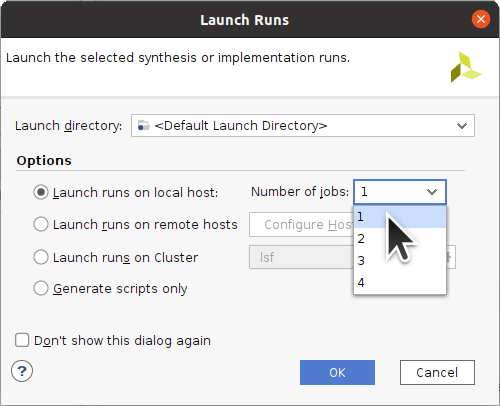 Launch Runs
Launch the selected synthesis or implementation runs.
Launch directory: <Default Launch Directory>
Options
Launch runs on local host: Number of jobs: 1
1
Launch runs on remote hosts Configure
2
Launch runs on Cluster lsf
3
4
Generate scripts only
Don't show this dialog again
? OK Cancel